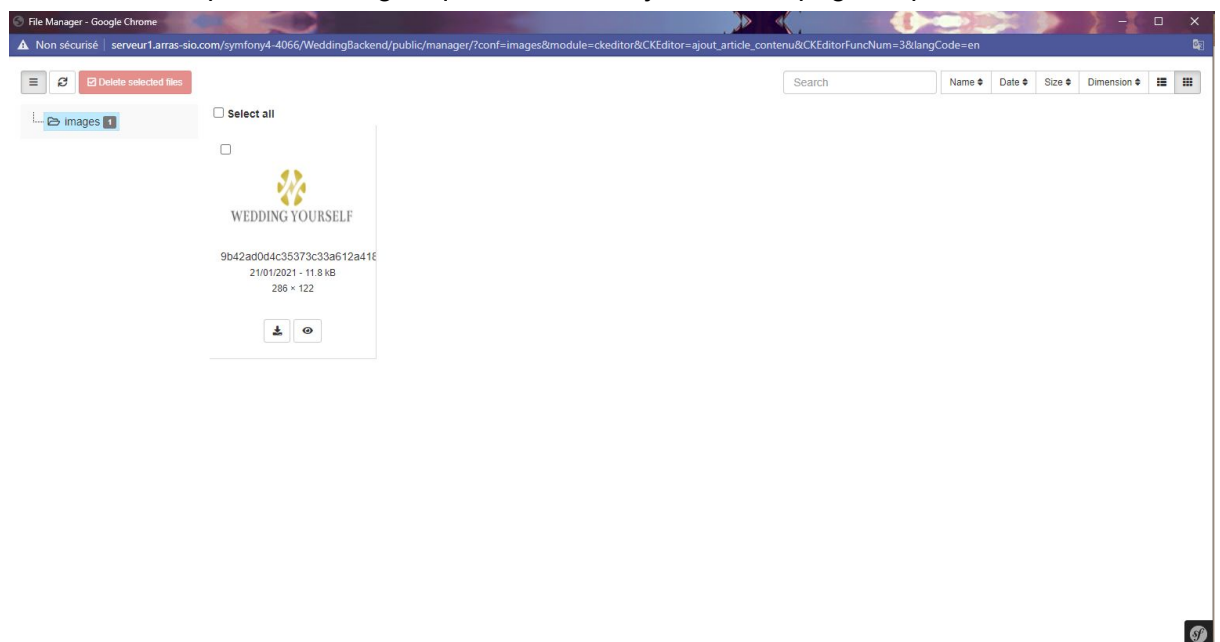 File Manager - Google Chrome
Non sécurisé | serveur1.arras-sio.com/symfony4-4066/WeddingBackend/public/manager/?conf=images&module=ckeditor&CKEditor=ajout_article_contenu&CKEditorFuncNum=3&langCode=en
Delete selected files
Search
Name Date Size Dimension
images 1
Select all
WEDDING YOURSELF
9b42ad0d4c35373c33a612a418
21/01/2021 - 11.8 kB
286 × 122